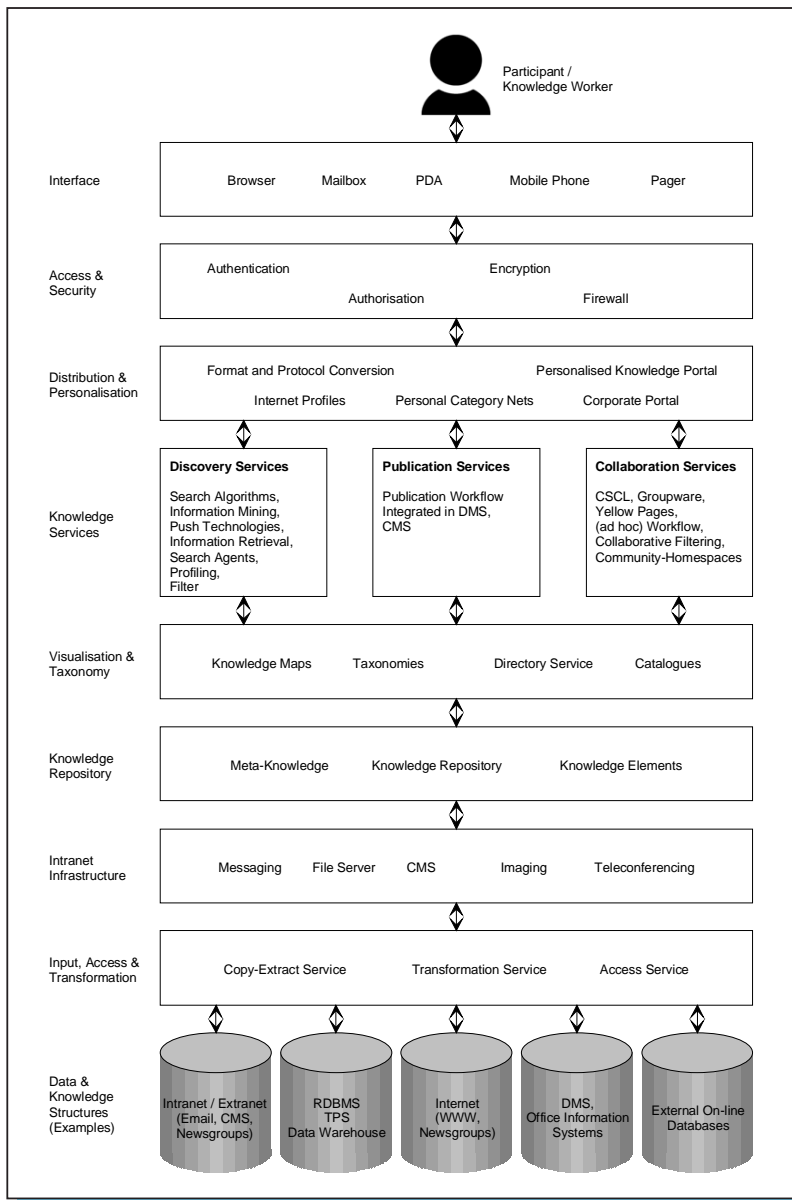 Participant /
Knowledge Worker
Interface
Browser Mailbox PDA Mobile Phone Pager
Access &
Security
Authentication Encryption
Authorisation Firewall
Distribution &
Personalisation
Format and Protocol Conversion Personalised Knowledge Portal
Internet Profiles Personal Category Nets Corporate Portal
Knowledge
Services
Discovery Services
Search Algorithms,
Information Mining,
Push Technologies,
Information Retrieval,
Search Agents,
Profiling,
Filter
Publication Services
Publication Workflow
Integrated in DMS,
CMS
Collaboration Services
CSCL, Groupware,
Yellow Pages,
(ad hoc) Workflow,
Collaborative Filtering,
Community-Homespaces
Visualisation &
Taxonomy
Knowledge Maps Taxonomies Directory Service Catalogues
Knowledge
Repository
Meta-Knowledge Knowledge Repository Knowledge Elements
Intranet
Infrastructure
Messaging File Server CMS Imaging Teleconferencing
Input, Access &
Transformation
Copy-Extract Service Transformation Service Access Service
Data &
Knowledge
Structures
(Examples)
Intranet / Extranet
(Email, CMS,
Newsgroups)
RDBMS
TPS
Data Warehouse
Internet
(WWW,
Newsgroups)
DMS,
Office Information
Systems
External On-line
Databases